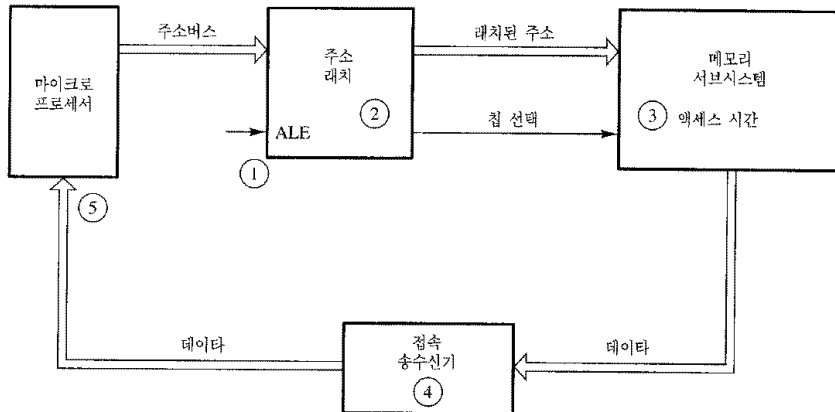 주소버스
래치된 주소
마이크로
프로세서
주소
래치
메모리
서브시스템
② 
칩 선택
③ 액세스 시간
ALE
①
⑤
데이타
접속
송수신기
④
데이타